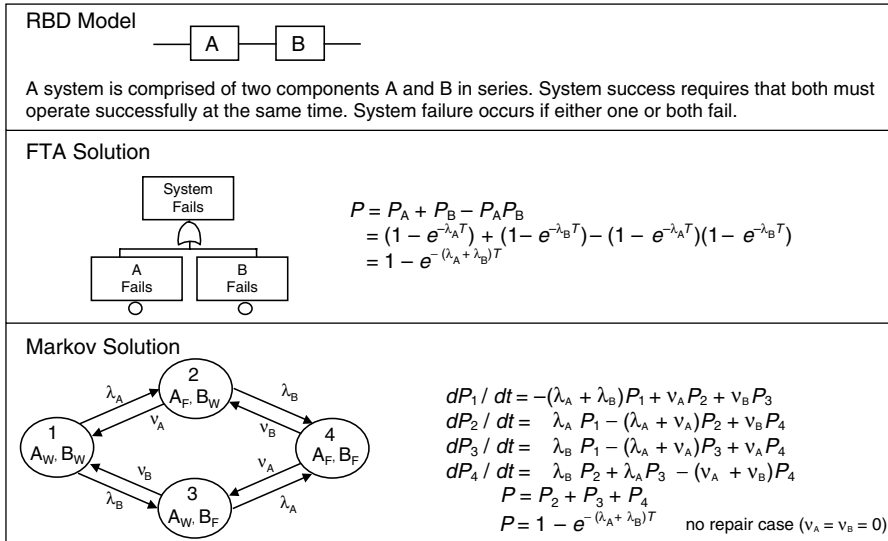 RBD Model
A B
A system is comprised of two components A and B in series. System success requires that both must
operate successfully at the same time. System failure occurs if either one or both fail.
FTA Solution
System
Fails
A
Fails
B
Fails
P = P_A + P_B – P_A P_B
= (1 – e^{-λ_A T}) + (1– e^{-λ_B T}) – (1 – e^{-λ_A T})(1– e^{-λ_B T})
= 1 – e^{- (λ_A + λ_B)T}
Markov Solution
1
A_W, B_W
2
A_F, B_W
3
A_W, B_F
4
A_F, B_F
λ_A
ν_A
λ_B
ν_B
ν_B
λ_B
ν_A
λ_A
dP_1 / dt = –(λ_A + λ_B)P_1 + ν_A P_2 + ν_B P_3
dP_2 / dt = λ_A P_1 – (λ_A + ν_A)P_2 + ν_B P_4
dP_3 / dt = λ_B P_1 – (λ_A + ν_A)P_3 + ν_A P_4
dP_4 / dt = λ_B P_2 + λ_A P_3 – (ν_A + ν_B)P_4
P = P_2 + P_3 + P_4
P = 1 – e^{- (λ_A + λ_B)T} no repair case (ν_A = ν_B = 0)